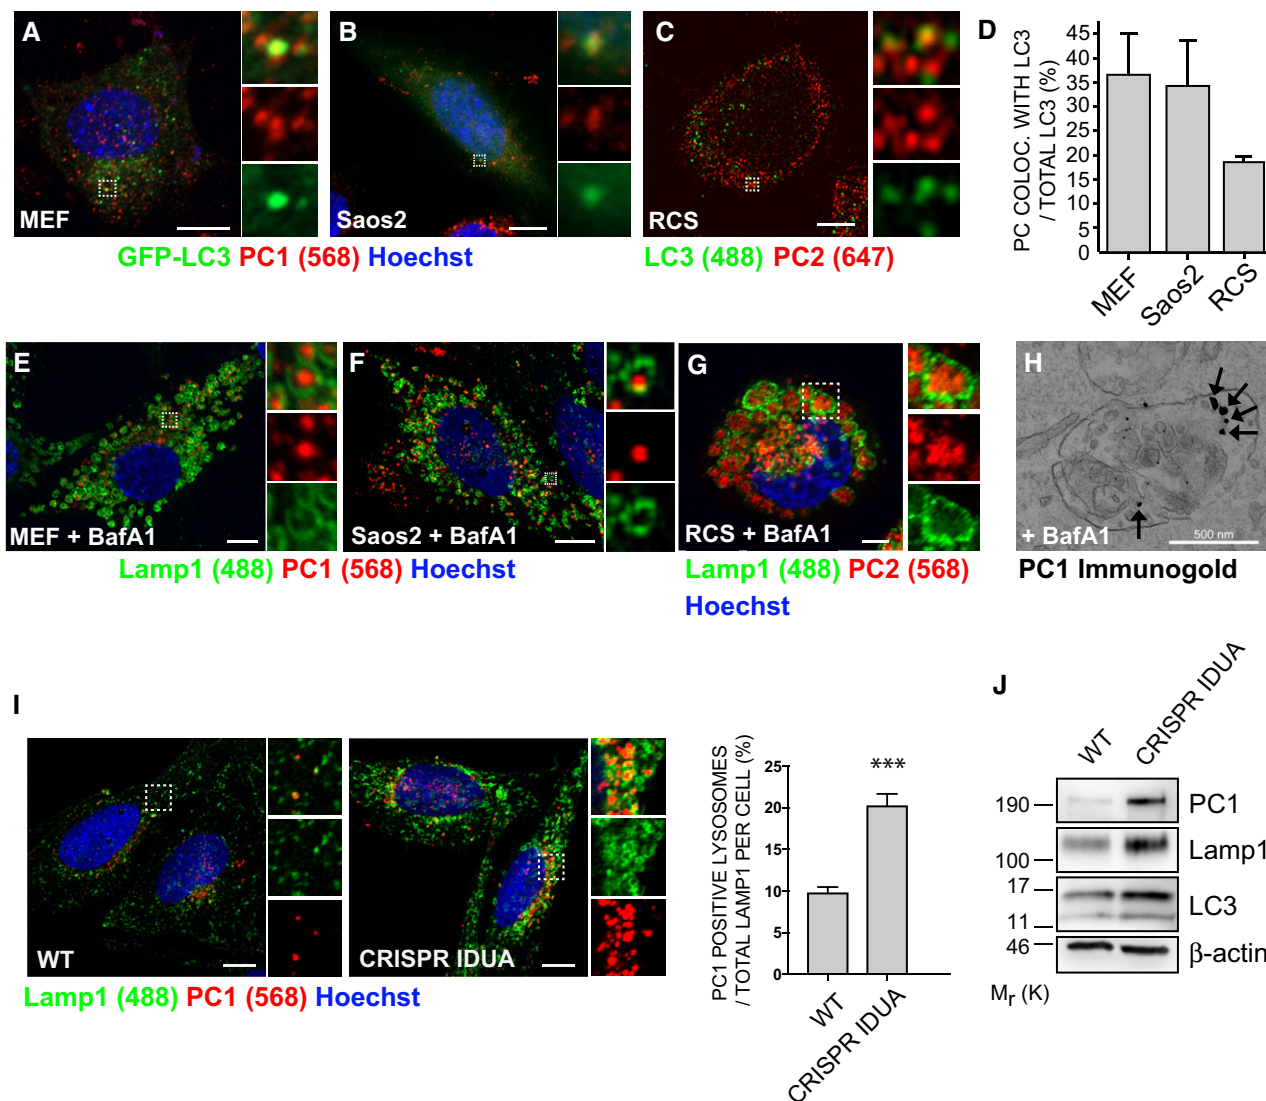 A
MEF
B
Saos2
C
RCS
GFP-LC3 PC1 (568) Hoechst
LC3 (488) PC2 (647)
D
PC COLOC. WITH LC3
/ TOTAL LC3 (%)
45
40
35
30
25
20
15
10
5
0
MEF
Saos2
RCS
E
MEF + BafA1
F
Saos2 + BafA1
Lamp1 (488) PC1 (568) Hoechst
G
RCS + BafA1
Lamp1 (488) PC2 (568)
Hoechst
H
+ BafA1
500 nm
PC1 Immunogold
I
WT
CRISPR IDUA
Lamp1 (488) PC1 (568) Hoechst
PC1 POSITIVE LYSOSOMES
/ TOTAL LAMP1 PER CELL (%)
25
20
15
10
5
0
***
WT
CRISPR IDUA
J
WT
CRISPR IDUA
190
PC1
100
Lamp1
17
11
LC3
46
β-actin
Mr (K)